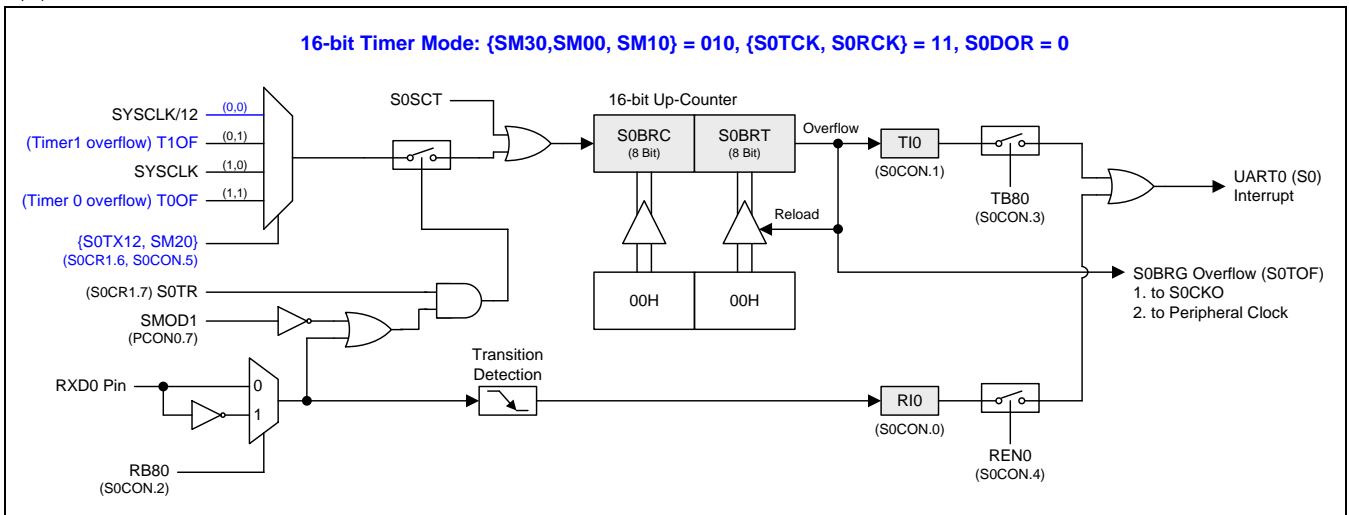 16-bit Timer Mode: {SM30,SM00, SM10} = 010, {S0TCK, S0RCK} = 11, S0DOR = 0
SYSCLK/12
(0,0)
(Timer1 overflow) T1OF
(0,1)
SYSCLK
(1,0)
(Timer 0 overflow) T0OF
(1,1)
{S0TX12, SM20}
(S0CR1.6, S0CON.5)
(S0CR1.7) S0TR
SMOD1
(PCON0.7)
RXD0 Pin
0
1
RB80
(S0CON.2)
S0SCT
16-bit Up-Counter
S0BRC
(8 Bit)
S0BRT
(8 Bit)
Overflow
Reload
00H
00H
Transition
Detection
TI0
(S0CON.1)
TB80
(S0CON.3)
UART0 (S0)
Interrupt
S0BRG Overflow (S0TOF)
1. to S0CKO
2. to Peripheral Clock
RI0
(S0CON.0)
REN0
(S0CON.4)